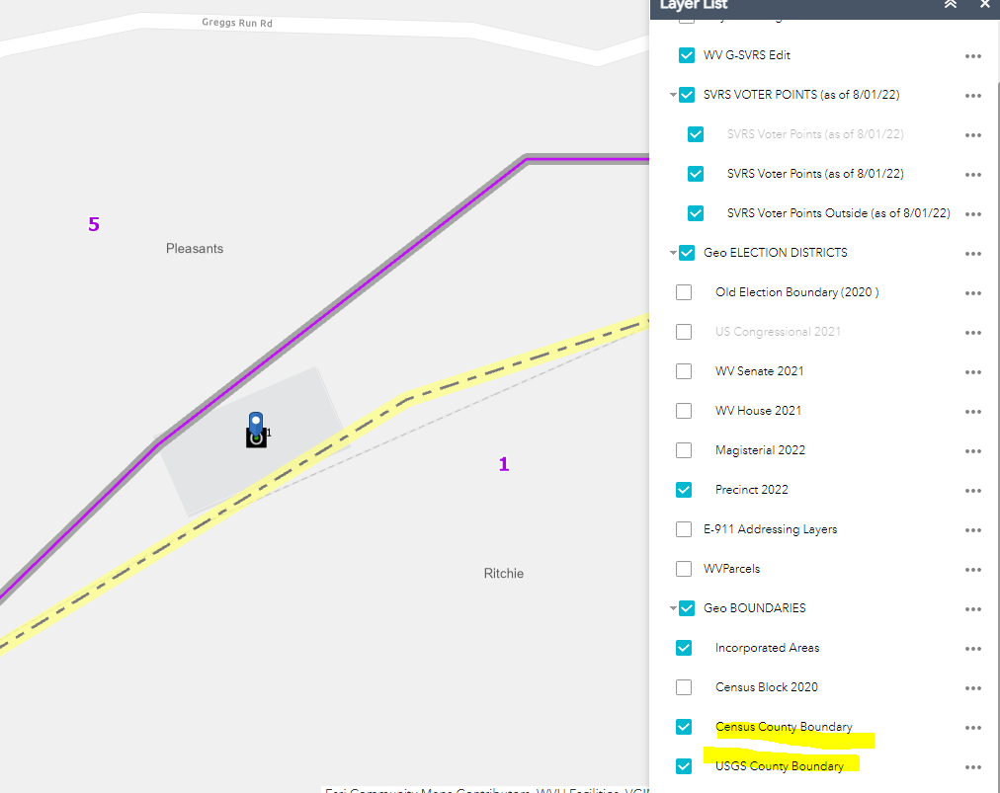 Greggs Run Rd
5
Pleasants
1
1
Ritchie
Layer List
WV G-SVRS Edit
SVRS VOTER POINTS (as of 8/01/22)
SVRS Voter Points (as of 8/01/22)
SVRS Voter Points (as of 8/01/22)
SVRS Voter Points Outside (as of 8/01/22)
Geo ELECTION DISTRICTS
Old Election Boundary (2020 )
US Congressional 2021
WV Senate 2021
WV House 2021
Magisterial 2022
Precinct 2022
E-911 Addressing Layers
WVParcels
Geo BOUNDARIES
Incorporated Areas
Census Block 2020
Census County Boundary
USGS County Boundary
Esri Community Maps Contributors, WVU Facilities,